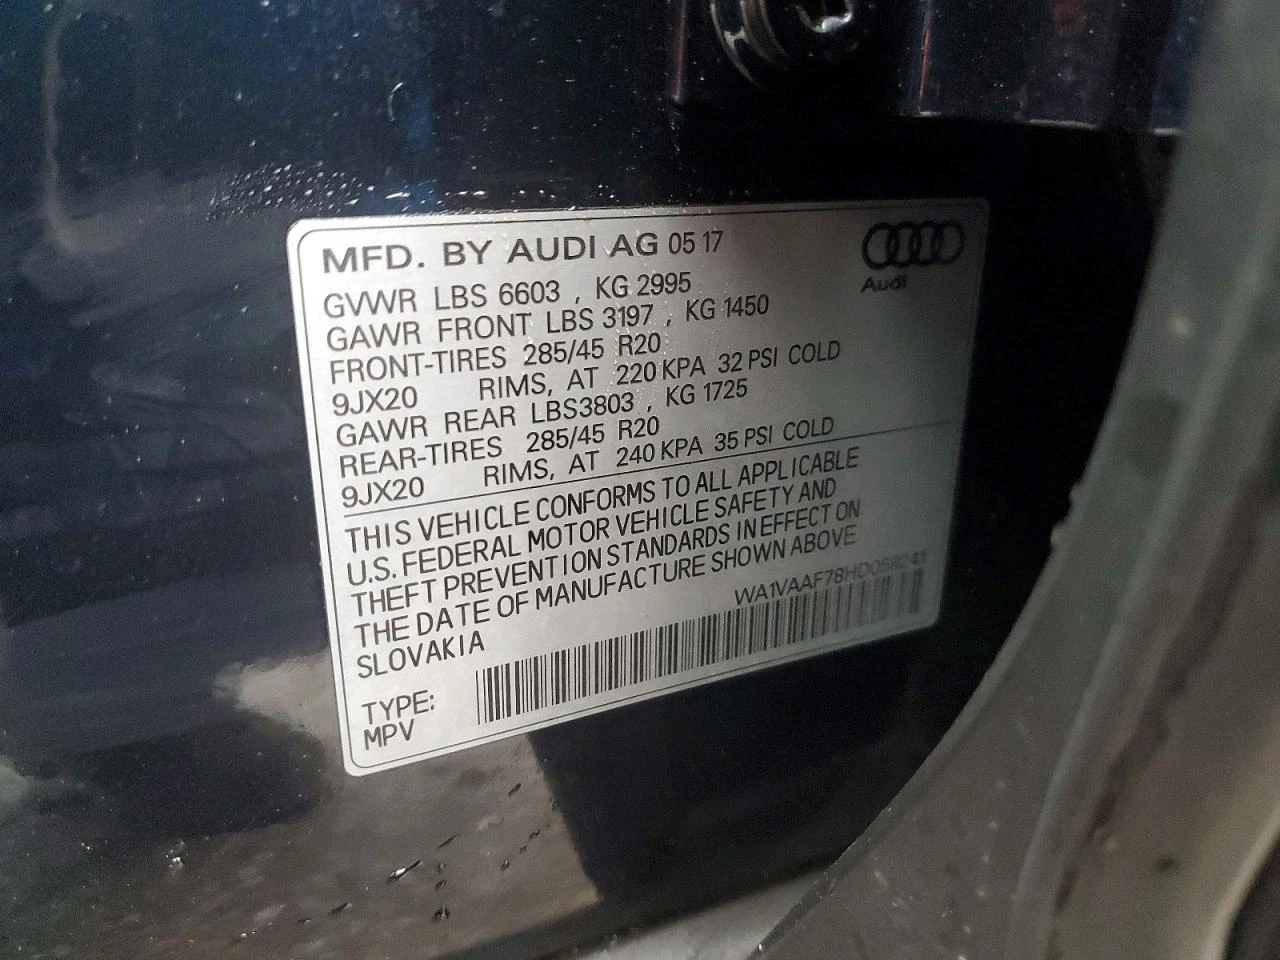 MFD. BY AUDI AG 05 17
Audi
GVWR LBS 6603 , KG 2995
GAWR FRONT LBS 3197 , KG 1450
FRONT-TIRES 285/45 R20
9JX20 RIMS, AT 220 KPA 32 PSI COLD
GAWR REAR LBS3803 , KG 1725
REAR-TIRES 285/45 R20
9JX20 RIMS, AT 240 KPA 35 PSI COLD
THIS VEHICLE CONFORMS TO ALL APPLICABLE
U.S. FEDERAL MOTOR VEHICLE SAFETY AND
THEFT PREVENTION STANDARDS IN EFFECT ON
THE DATE OF MANUFACTURE SHOWN ABOVE
SLOVAKIA
TYPE:
MPV